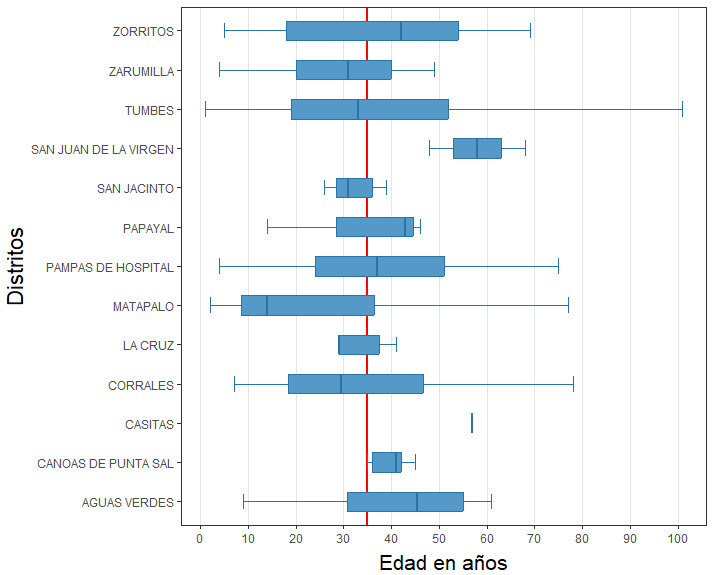 ZORRITOS
ZARUMILLA
TUMBES
SAN JUAN DE LA VIRGEN
SAN JACINTO
PAPAYAL
PAMPAS DE HOSPITAL
MATAPALO
LA CRUZ
CORRALES
CASITAS
CANOAS DE PUNTA SAL
AGUAS VERDES
Distritos
0 10 20 30 40 50 60 70 80 90 100
Edad en años